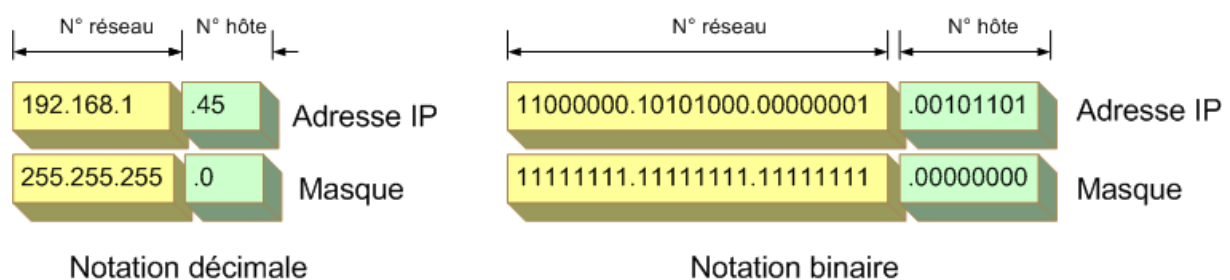 N° réseau N° hôte N° réseau N° hôte
192.168.1 .45 Adresse IP 11000000.10101000.00000001 .00101101 Adresse IP
255.255.255 .0 Masque 11111111.11111111.11111111 .00000000 Masque
Notation décimale Notation binaire